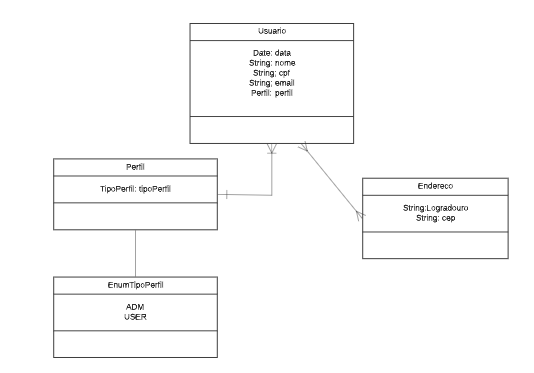 Usuario
Date: data
String: nome
String; cpf
String; email
Perfil: perfil
Perfil
TipoPerfil: tipoPerfil
Endereco
String:Logradouro
String: cep
EnumTipoPerfil
ADM
USER